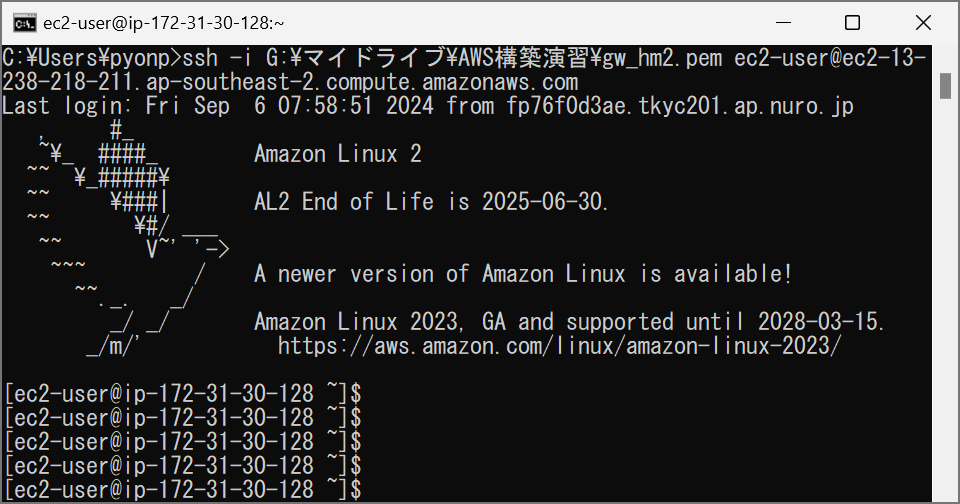 ec2-user@ip-172-31-30-128:~
C:¥Users¥pyonp>ssh -i G:¥マイドライブ¥AWS構築演習¥gw_hm2.pem ec2-user@ec2-13-
238-218-211.ap-southeast-2.compute.amazonaws.com
Last login: Fri Sep  6 07:58:51 2024 from fp76f0d3ae.tkyc201.ap.nuro.jp
   ,     #_
   ~¥_  ####_        Amazon Linux 2
  ~~  ¥_#####¥
  ~~     ¥###|       AL2 End of Life is 2025-06-30.
  ~~       ¥#/ ___
   ~~       V~' '->
    ~~~         /    A newer version of Amazon Linux is available!
      ~~._.   _/
         _/ _/       Amazon Linux 2023, GA and supported until 2028-03-15.
       _/m/'           https://aws.amazon.com/linux/amazon-linux-2023/
[ec2-user@ip-172-31-30-128 ~]$
[ec2-user@ip-172-31-30-128 ~]$
[ec2-user@ip-172-31-30-128 ~]$
[ec2-user@ip-172-31-30-128 ~]$
[ec2-user@ip-172-31-30-128 ~]$